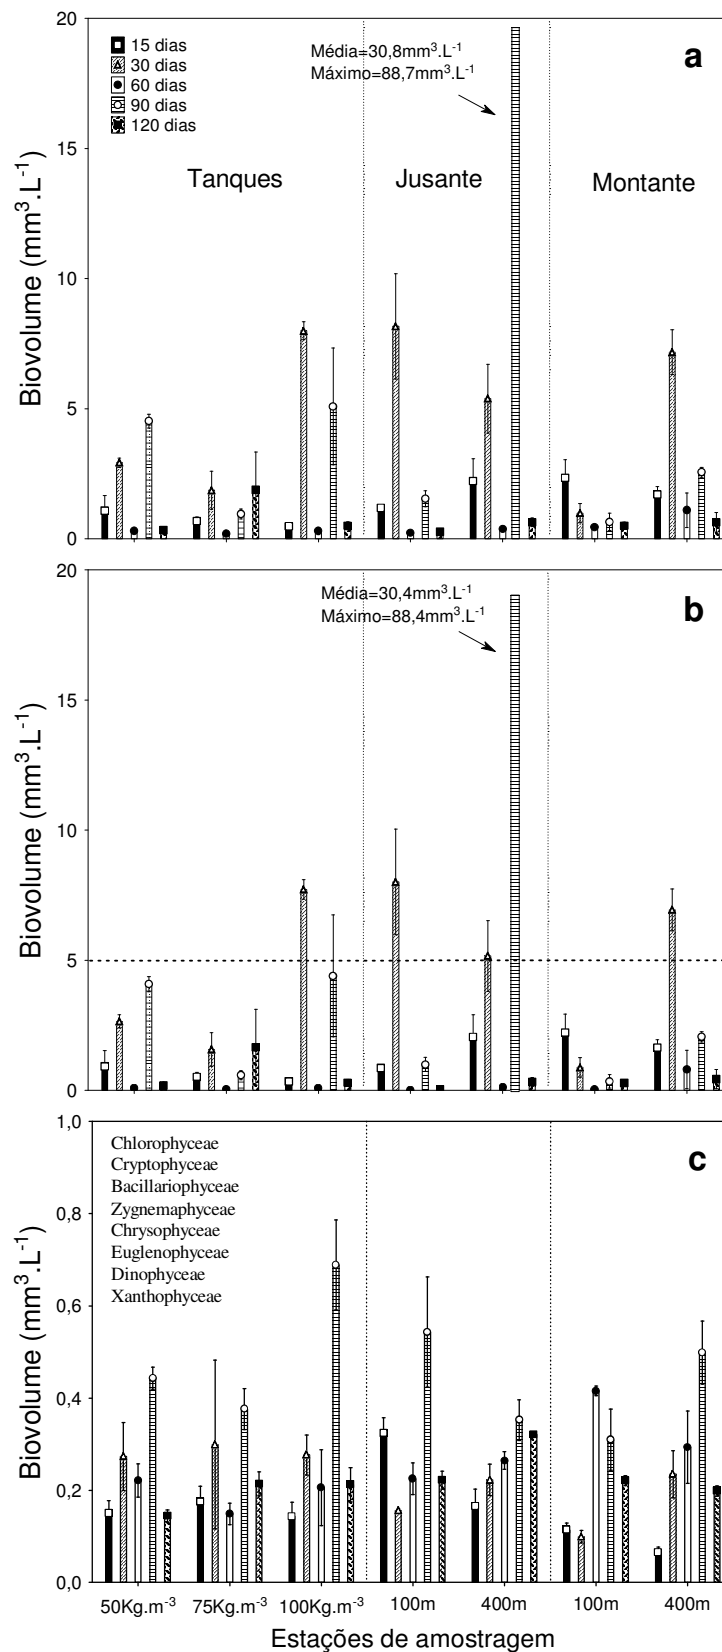 20
15
10
5
0
Biovolume (mm³.L⁻¹)
15 dias
30 dias
60 dias
90 dias
120 dias
Média=30,8mm³.L⁻¹
Máximo=88,7mm³.L⁻¹
a
Tanques
Jusante
Montante
20
15
10
5
0
Biovolume (mm³.L⁻¹)
Média=30,4mm³.L⁻¹
Máximo=88,4mm³.L⁻¹
b
1,0
0,8
0,6
0,4
0,2
0,0
Biovolume (mm³.L⁻¹)
Chlorophyceae
Cryptophyceae
Bacillariophyceae
Zygnemaphyceae
Chrysophyceae
Euglenophyceae
Dinophyceae
Xanthophyceae
c
50Kg.m⁻³ 75Kg.m⁻³ 100Kg.m⁻³ 100m 400m 100m 400m
Estações de amostragem